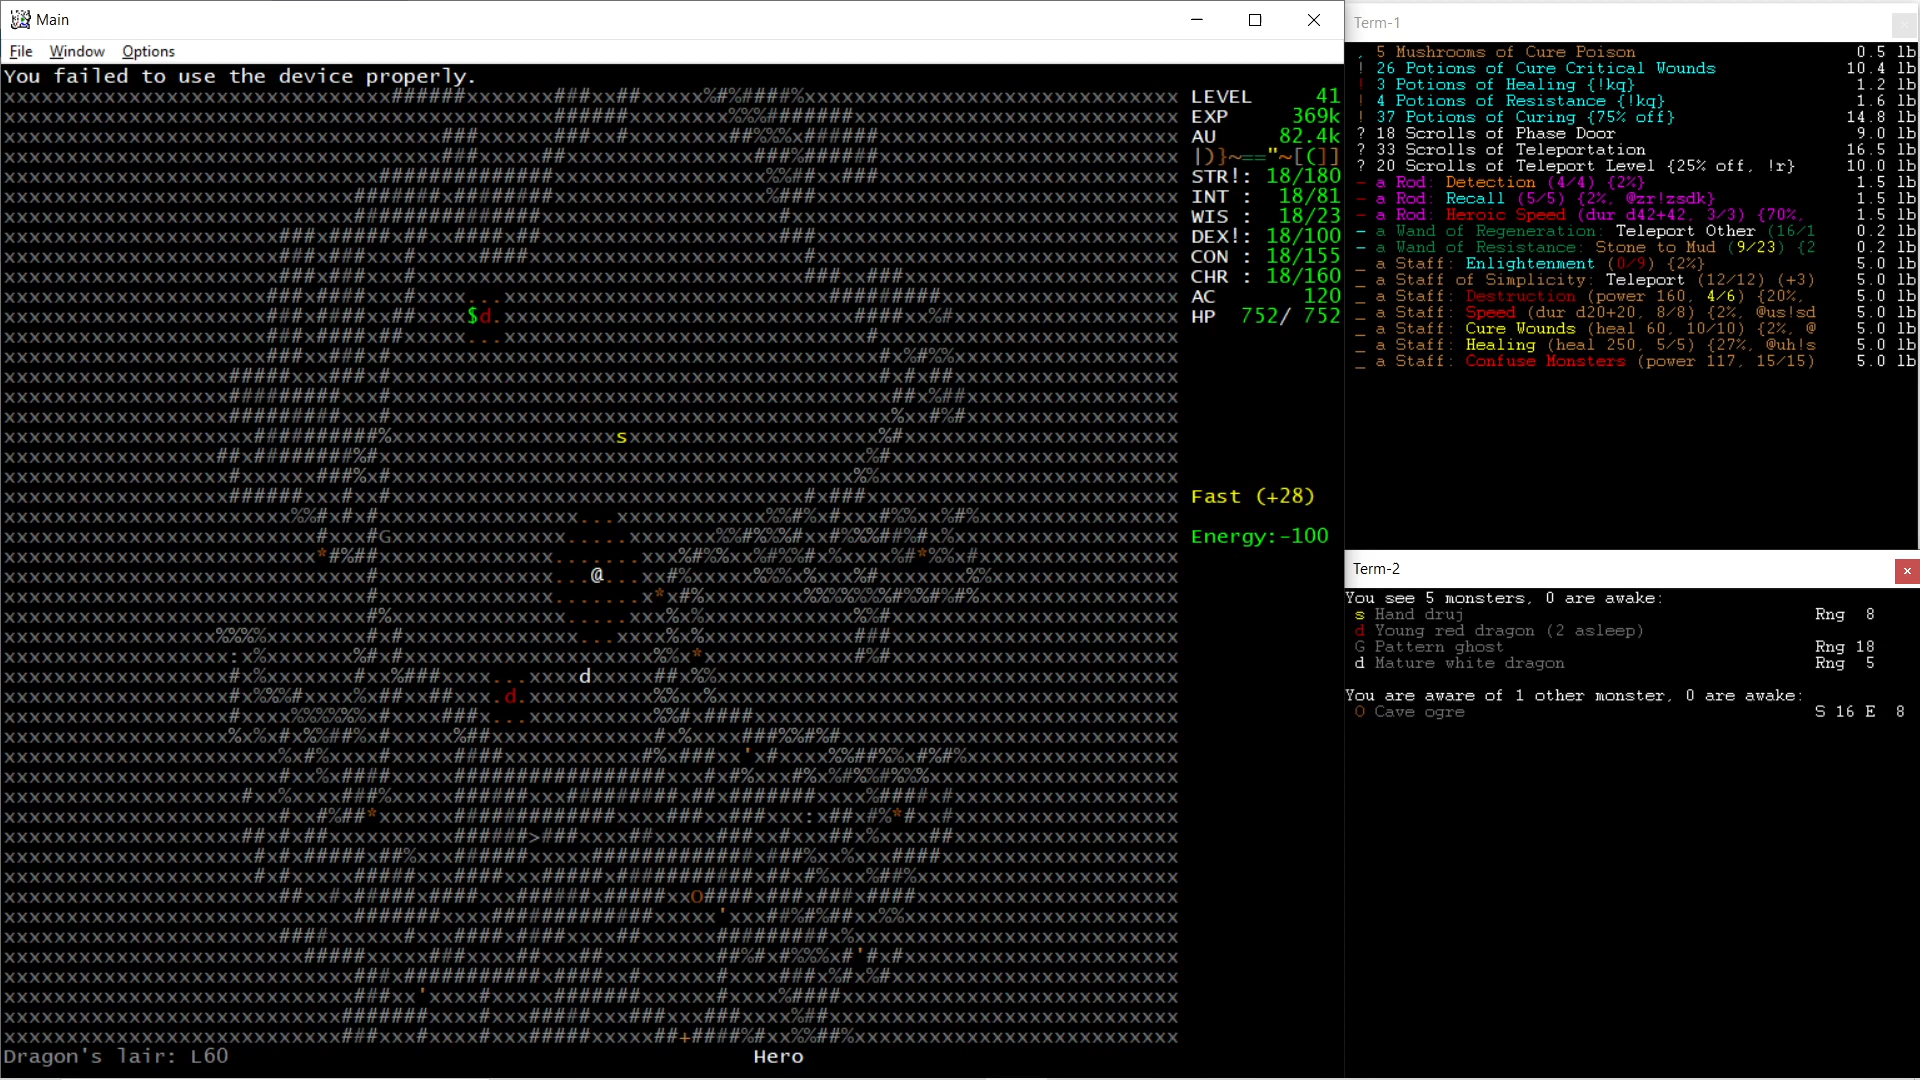 Main
File Window Options
You failed to use the device properly.
LEVEL 41
EXP 369k
AU 82.4k
|)}~=="~[(]]
STR!: 18/180
INT : 18/81
WIS : 18/23
DEX!: 18/100
CON : 18/155
CHR : 18/160
AC 120
HP 752/ 752
Fast (+28)
Energy:-100
Dragon's lair: L60 Hero
Term-1
, 5 Mushrooms of Cure Poison 0.5 lb
! 26 Potions of Cure Critical Wounds 10.4 lb
! 3 Potions of Healing {!kq} 1.2 lb
! 4 Potions of Resistance {!kq} 1.6 lb
! 37 Potions of Curing {75% off} 14.8 lb
? 18 Scrolls of Phase Door 9.0 lb
? 33 Scrolls of Teleportation 16.5 lb
? 20 Scrolls of Teleport Level {25% off, !r} 10.0 lb
- a Rod: Detection (4/4) {2%} 1.5 lb
- a Rod: Recall (5/5) {2%, @zr!zsdk} 1.5 lb
- a Rod: Heroic Speed (dur d42+42, 3/3) {70%, 1.5 lb
- a Wand of Regeneration: Teleport Other (16/1 0.2 lb
- a Wand of Resistance: Stone to Mud (9/23) {2 0.2 lb
_ a Staff: Enlightenment (0/9) {2%} 5.0 lb
_ a Staff of Simplicity: Teleport (12/12) (+3) 5.0 lb
_ a Staff: Destruction (power 160, 4/6) {20%, 5.0 lb
_ a Staff: Speed (dur d20+20, 8/8) {2%, @us!sd 5.0 lb
_ a Staff: Cure Wounds (heal 60, 10/10) {2%, @ 5.0 lb
_ a Staff: Healing (heal 250, 5/5) {27%, @uh!s 5.0 lb
_ a Staff: Confuse Monsters (power 117, 15/15) 5.0 lb
Term-2
You see 5 monsters, 0 are awake:
s Hand druj Rng 8
d Young red dragon (2 asleep)
G Pattern ghost Rng 18
d Mature white dragon Rng 5
You are aware of 1 other monster, 0 are awake:
O Cave ogre S 16 E 8